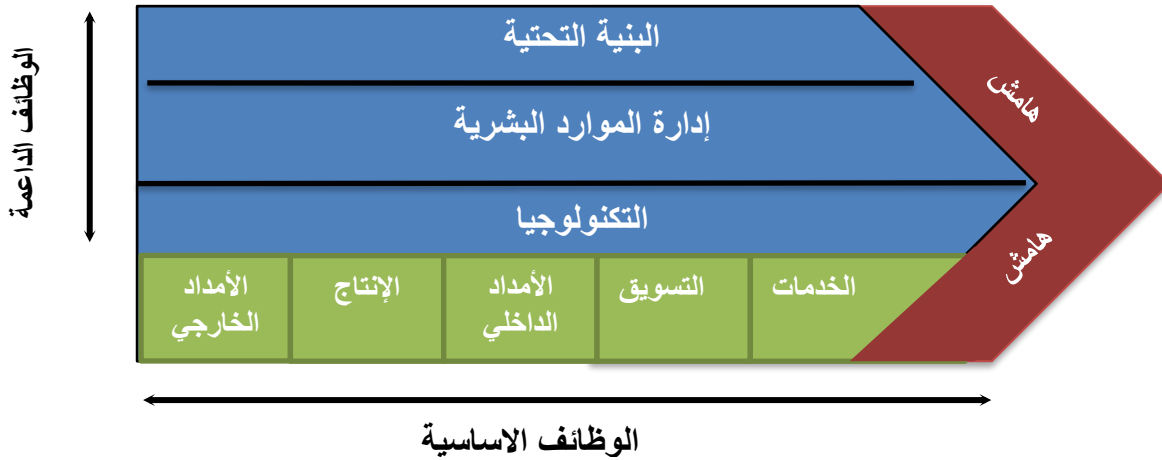 البنية التحتية
إدارة الموارد البشرية
التكنولوجيا
الوظائف الداعمة
هامش
هامش
الأمداد
الخارجي
الإنتاج
الأمداد
الداخلي
التسويق
الخدمات
الوظائف الاساسية